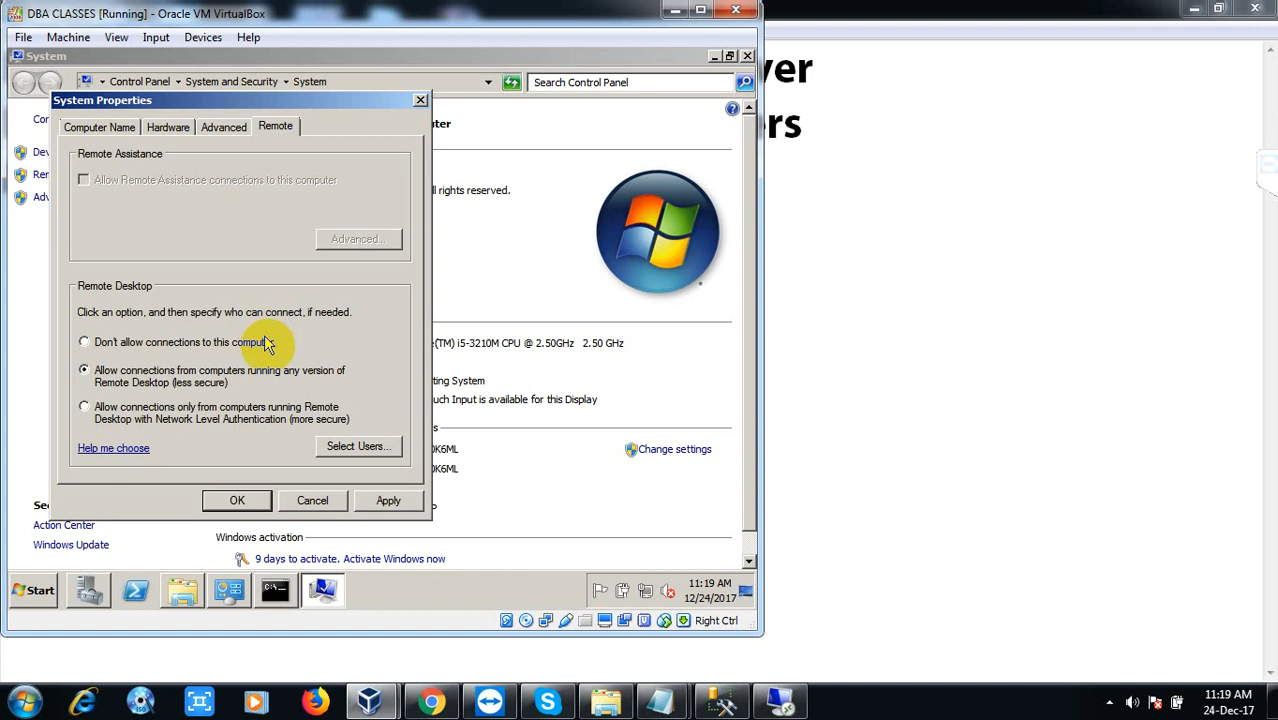 DBA CLASSES [Running] - Oracle VM VirtualBox
File Machine View Input Devices Help
System
Control Panel System and Security System
Search Control Panel
System Properties
Computer Name Hardware Advanced Remote
Remote Assistance
Allow Remote Assistance connections to this computer
Advanced...
Remote Desktop
Click an option, and then specify who can connect, if needed.
Don't allow connections to this computer
Allow connections from computers running any version of
Remote Desktop (less secure)
Allow connections only from computers running Remote
Desktop with Network Level Authentication (more secure)
Help me choose
Select Users...
OK Cancel Apply
ll rights reserved.
(TM) i5-3210M CPU @ 2.50GHz 2.50 GHz
ting System
uch Input is available for this Display
0K6ML
Change settings
0K6ML
Action Center
Windows Update
Windows activation
9 days to activate. Activate Windows now
Start
11:19 AM
12/24/2017
Right Ctrl
ver
ers
11:19 AM
24-Dec-17